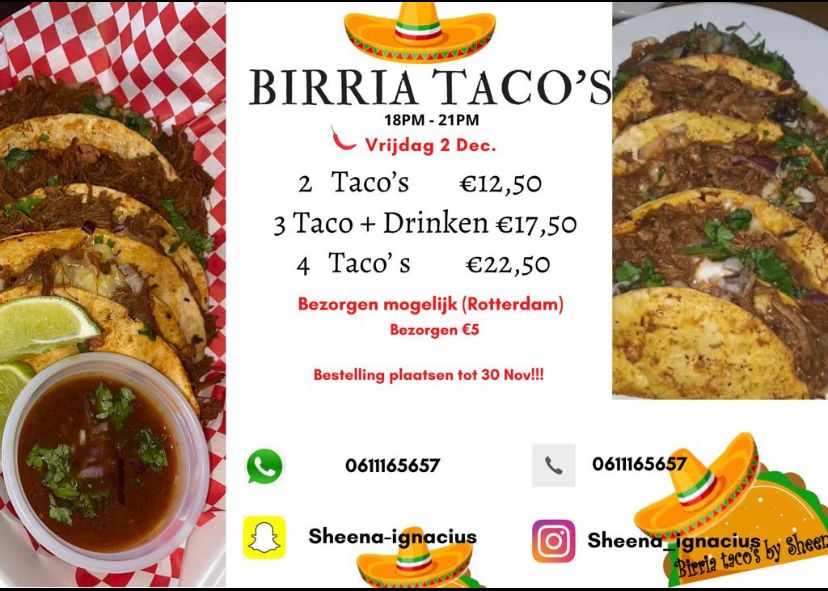 BIRRIA TACO'S
18PM - 21PM
Vrijdag 2 Dec.
2 Taco's €12,50
3 Taco + Drinken €17,50
4 Taco' s €22,50
Bezorgen mogelijk (Rotterdam)
Bezorgen €5
Bestelling plaatsen tot 30 Nov!!!
0611165657
0611165657
Sheena-ignacius
Sheena_ignacius
Birria taco's by Sheen